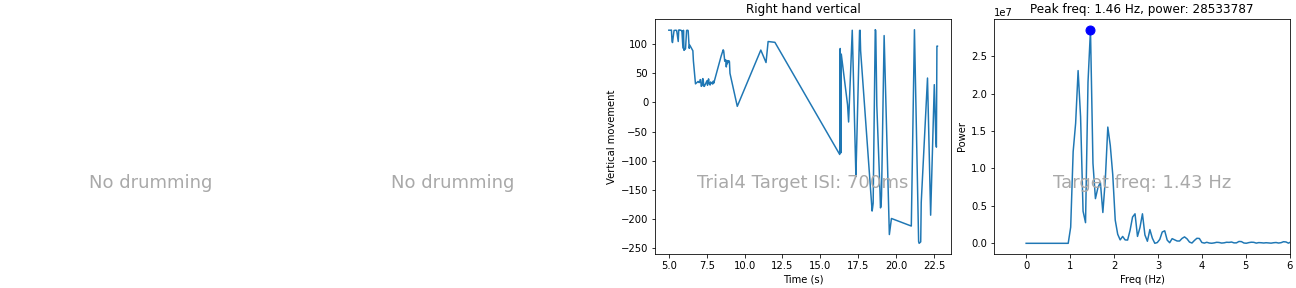 No drumming
No drumming
Right hand vertical
Vertical movement
100
50
0
−50
−100
−150
−200
−250
Trial4 Target ISI: 700ms
5.0 7.5 10.0 12.5 15.0 17.5 20.0 22.5
Time (s)
Peak freq: 1.46 Hz, power: 28533787
1e7
Power
2.5
2.0
1.5
1.0
0.5
0.0
Target freq: 1.43 Hz
0 1 2 3 4 5 6
Freq (Hz)